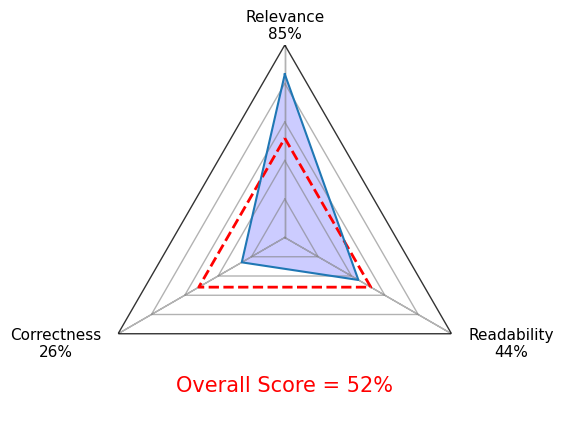 Relevance
85%
Correctness
26%
Readability
44%
Overall Score = 52%